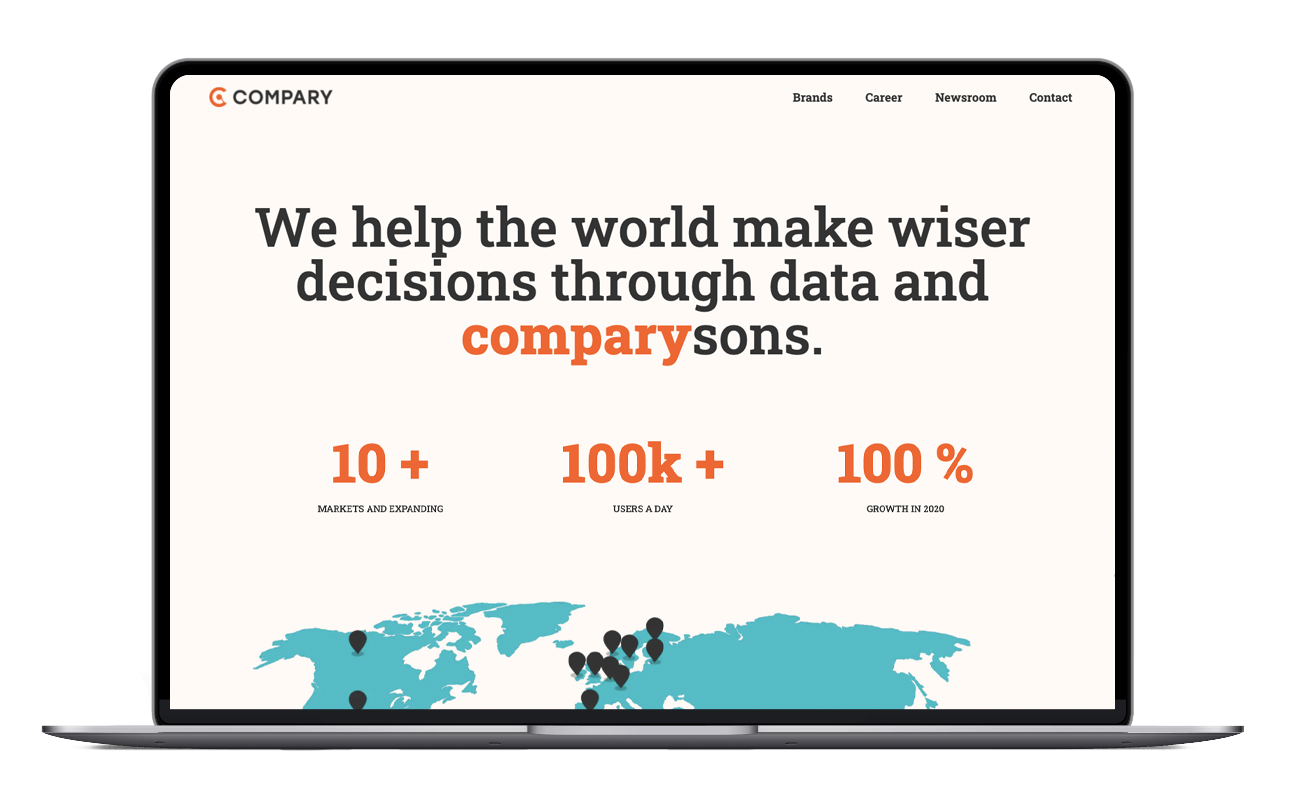 COMPARY
Brands Career Newsroom Contact
We help the world make wiser
decisions through data and
comparysons.
10 + 100k + 100 %
MARKETS AND EXPANDING USERS A DAY GROWTH IN 2020